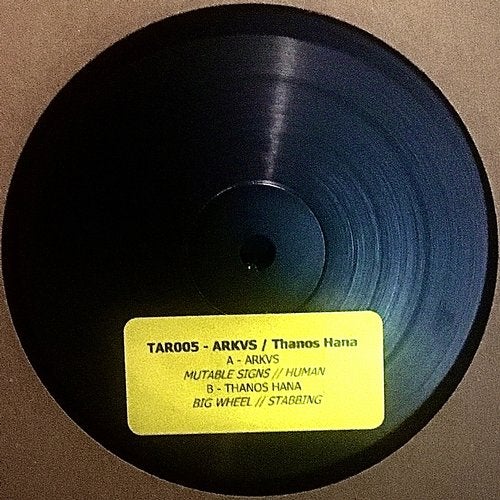 TAR005 - ARKVS / Thanos Hana
A - ARKVS
MUTABLE SIGNS // HUMAN
B - THANOS HANA
BIG WHEEL // STABBING